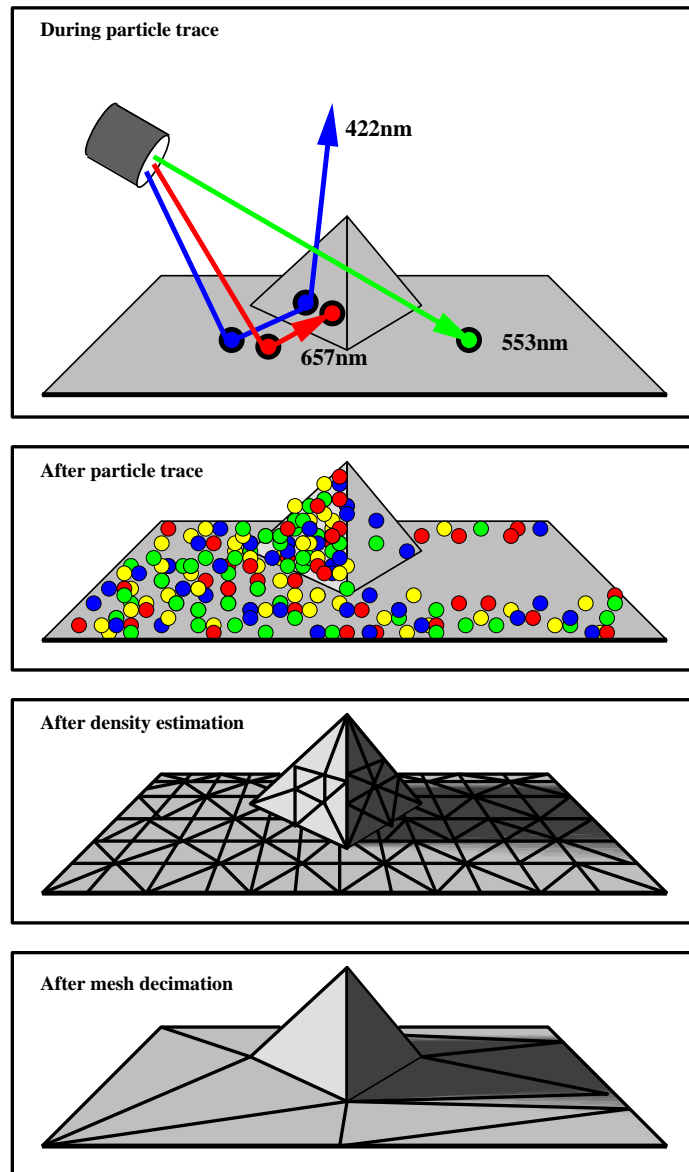 During particle trace
422nm
657nm
553nm
After particle trace
After density estimation
After mesh decimation